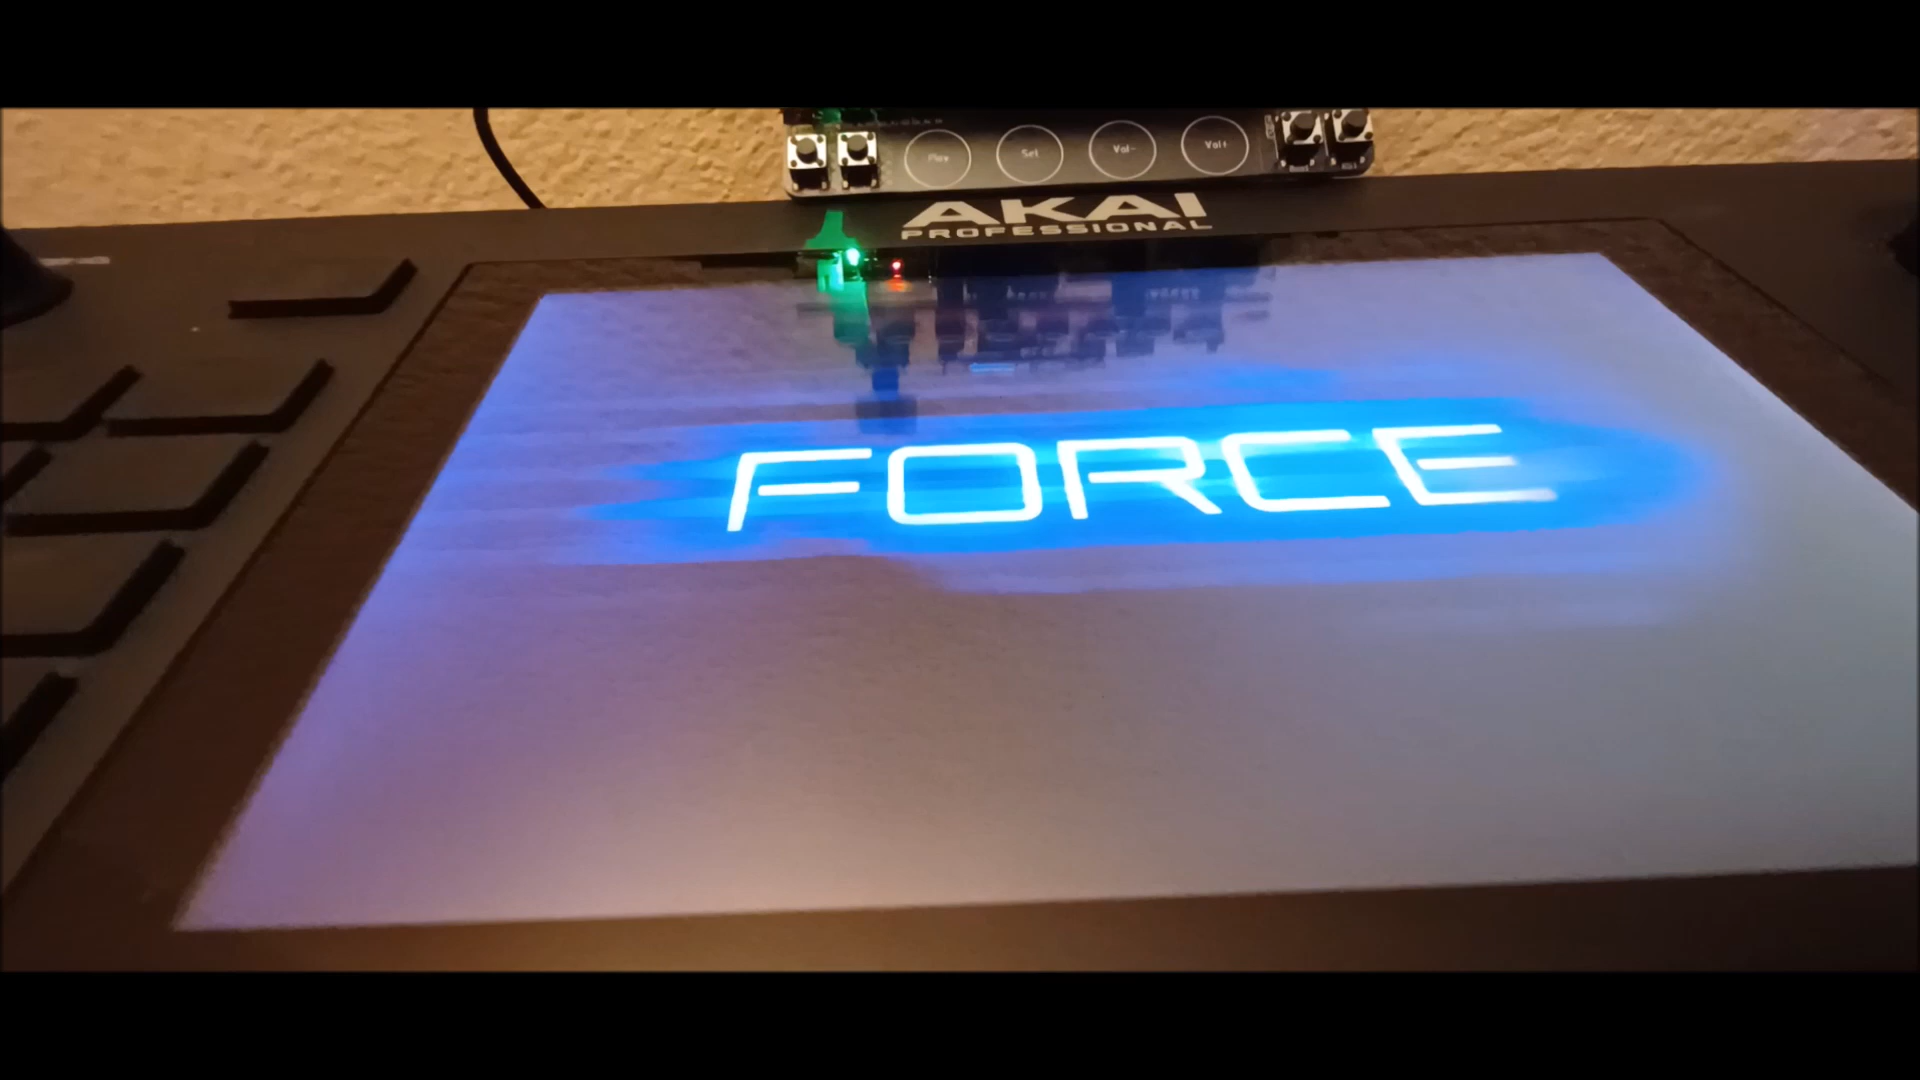 Play Set Vol- Vol+
AKAI
PROFESSIONAL
FORCE